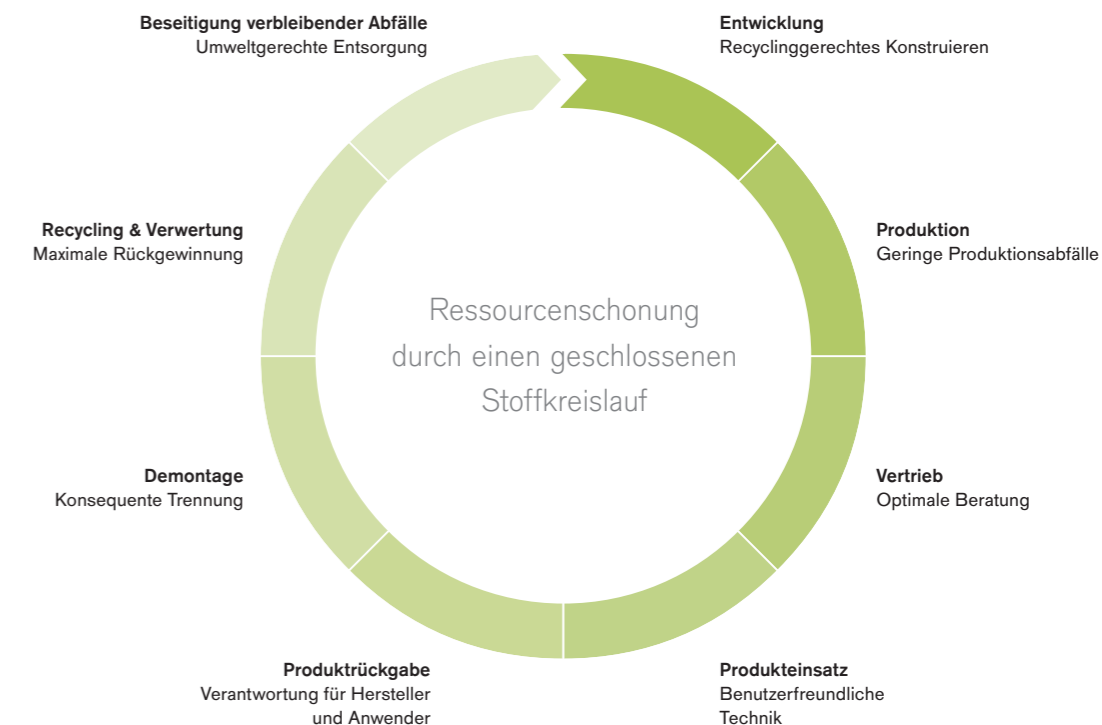 Beseitigung verbleibender Abfälle
Umweltgerechte Entsorgung
Entwicklung
Recyclinggerechtes Konstruieren
Recycling & Verwertung
Maximale Rückgewinnung
Produktion
Geringe Produktionsabfälle
Ressourcenschonung
durch einen geschlossenen
Stoffkreislauf
Demontage
Konsequente Trennung
Vertrieb
Optimale Beratung
Produktrückgabe
Verantwortung für Hersteller
und Anwender
Produkteinsatz
Benutzerfreundliche
Technik